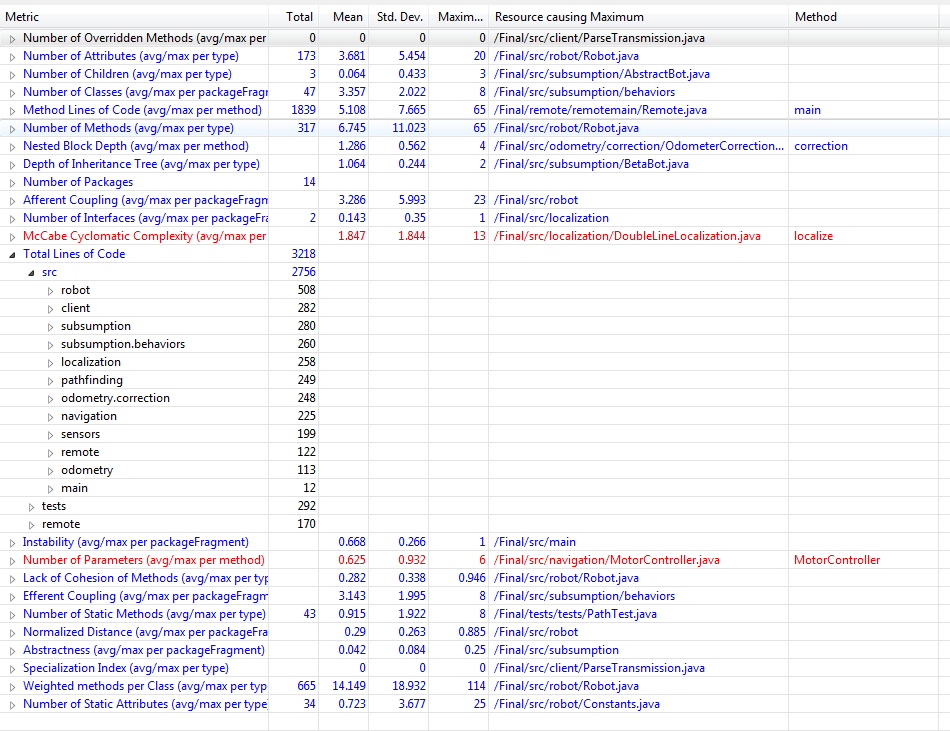 Metric Total Mean Std. Dev. Maxim... Resource causing Maximum Method
Number of Overridden Methods (avg/max per 0 0 0 0 /Final/src/client/ParseTransmission.java
Number of Attributes (avg/max per type) 173 3.681 5.454 20 /Final/src/robot/Robot.java
Number of Children (avg/max per type) 3 0.064 0.433 3 /Final/src/subsumption/AbstractBot.java
Number of Classes (avg/max per packageFragr 47 3.357 2.022 8 /Final/src/subsumption/behaviors
Method Lines of Code (avg/max per method) 1839 5.108 7.665 65 /Final/remote/remotemain/Remote.java main
Number of Methods (avg/max per type) 317 6.745 11.023 65 /Final/src/robot/Robot.java
Nested Block Depth (avg/max per method) 1.286 0.562 4 /Final/src/odometry/correction/OdometerCorrection... correction
Depth of Inheritance Tree (avg/max per type) 1.064 0.244 2 /Final/src/subsumption/BetaBot.java
Number of Packages 14
Afferent Coupling (avg/max per packageFragm 3.286 5.993 23 /Final/src/robot
Number of Interfaces (avg/max per packageFra 2 0.143 0.35 1 /Final/src/localization
McCabe Cyclomatic Complexity (avg/max per 1.847 1.844 13 /Final/src/localization/DoubleLineLocalization.java localize
Total Lines of Code 3218
src 2756
robot 508
client 282
subsumption 280
subsumption.behaviors 260
localization 258
pathfinding 249
odometry.correction 248
navigation 225
sensors 199
remote 122
odometry 113
main 12
tests 292
remote 170
Instability (avg/max per packageFragment) 0.668 0.266 1 /Final/src/main
Number of Parameters (avg/max per method) 0.625 0.932 6 /Final/src/navigation/MotorController.java MotorController
Lack of Cohesion of Methods (avg/max per typ 0.282 0.338 0.946 /Final/src/robot/Robot.java
Efferent Coupling (avg/max per packageFragm 3.143 1.995 8 /Final/src/subsumption/behaviors
Number of Static Methods (avg/max per type) 43 0.915 1.922 8 /Final/tests/tests/PathTest.java
Normalized Distance (avg/max per packageFra 0.29 0.263 0.885 /Final/src/robot
Abstractness (avg/max per packageFragment) 0.042 0.084 0.25 /Final/src/subsumption
Specialization Index (avg/max per type) 0 0 0 /Final/src/client/ParseTransmission.java
Weighted methods per Class (avg/max per typ 665 14.149 18.932 114 /Final/src/robot/Robot.java
Number of Static Attributes (avg/max per type) 34 0.723 3.677 25 /Final/src/robot/Constants.java